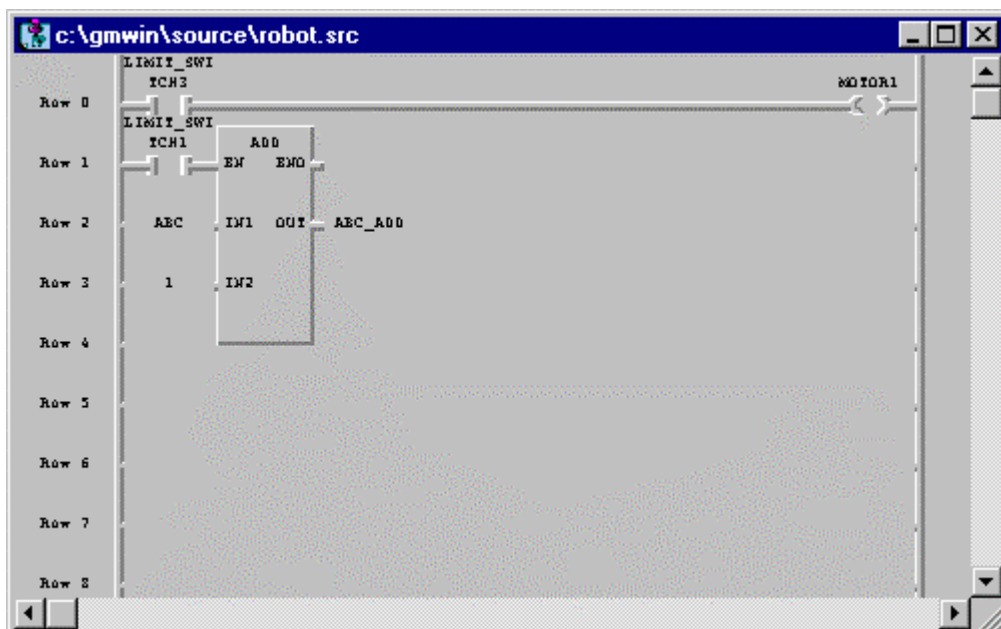 c:\gmwin\source\robot.src
LIMIT_SWI
TCH3
MOTOR1
Row 0
LIMIT_SWI
TCH1
ADD
Row 1
EN ENO
Row 2
ABC
IN1 OUT
ABC_ADD
Row 3
1
IN2
Row 4
Row 5
Row 6
Row 7
Row 8